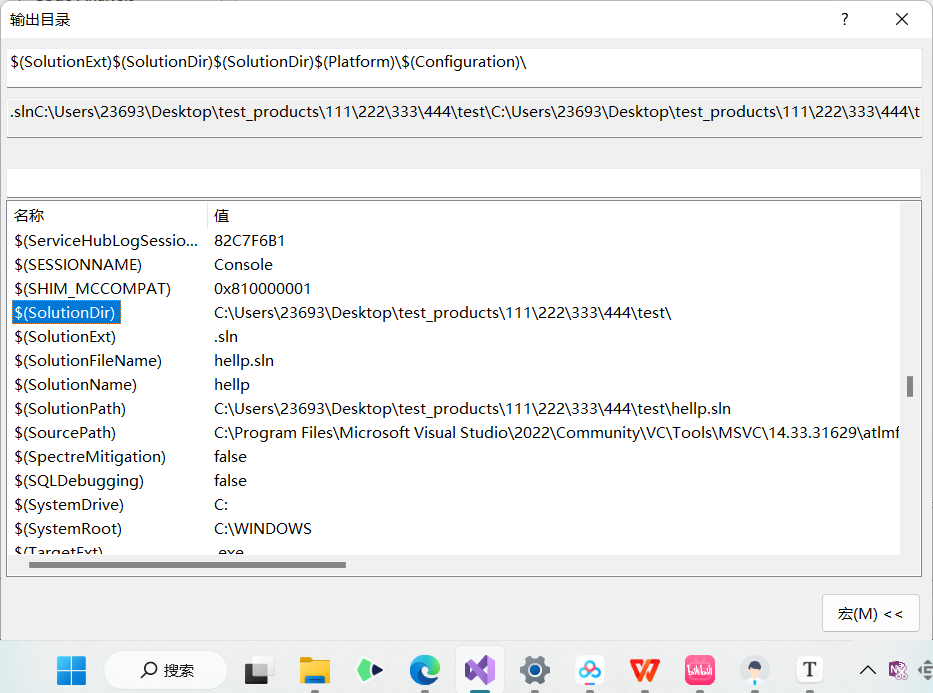 输出目录
$(SolutionExt)$(SolutionDir)$(SolutionDir)$(Platform)\$(Configuration)\
.slnC:\Users\23693\Desktop\test_products\111\222\333\444\test\C:\Users\23693\Desktop\test_products\111\222\333\444\t
名称 值
$(ServiceHubLogSessio... 82C7F6B1
$(SESSIONNAME) Console
$(SHIM_MCCOMPAT) 0x810000001
$(SolutionDir) C:\Users\23693\Desktop\test_products\111\222\333\444\test\
$(SolutionExt) .sln
$(SolutionFileName) hellp.sln
$(SolutionName) hellp
$(SolutionPath) C:\Users\23693\Desktop\test_products\111\222\333\444\test\hellp.sln
$(SourcePath) C:\Program Files\Microsoft Visual Studio\2022\Community\VC\Tools\MSVC\14.33.31629\atlmf
$(SpectreMitigation) false
$(SQLDebugging) false
$(SystemDrive) C:
$(SystemRoot) C:\WINDOWS
$(TargetExt) .exe
宏(M) <<
搜索